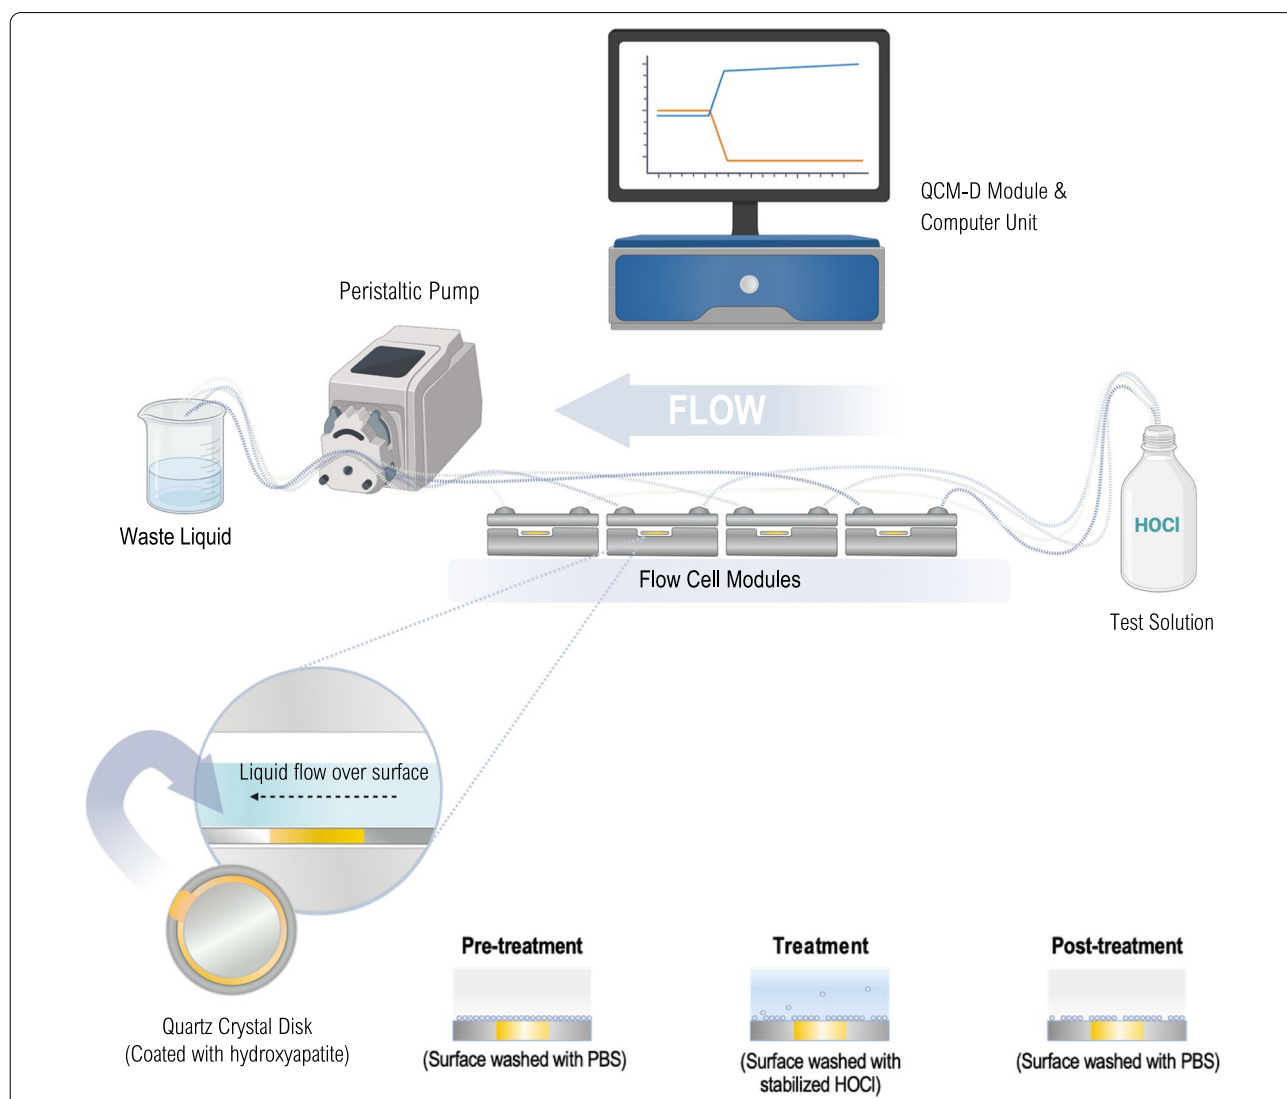 QCM-D Module &
Computer Unit
Peristaltic Pump
FLOW
HOCl
Waste Liquid
Flow Cell Modules
Test Solution
Liquid flow over surface
Quartz Crystal Disk
(Coated with hydroxyapatite)
Pre-treatment
(Surface washed with PBS)
Treatment
(Surface washed with
stabilized HOCl)
Post-treatment
(Surface washed with PBS)